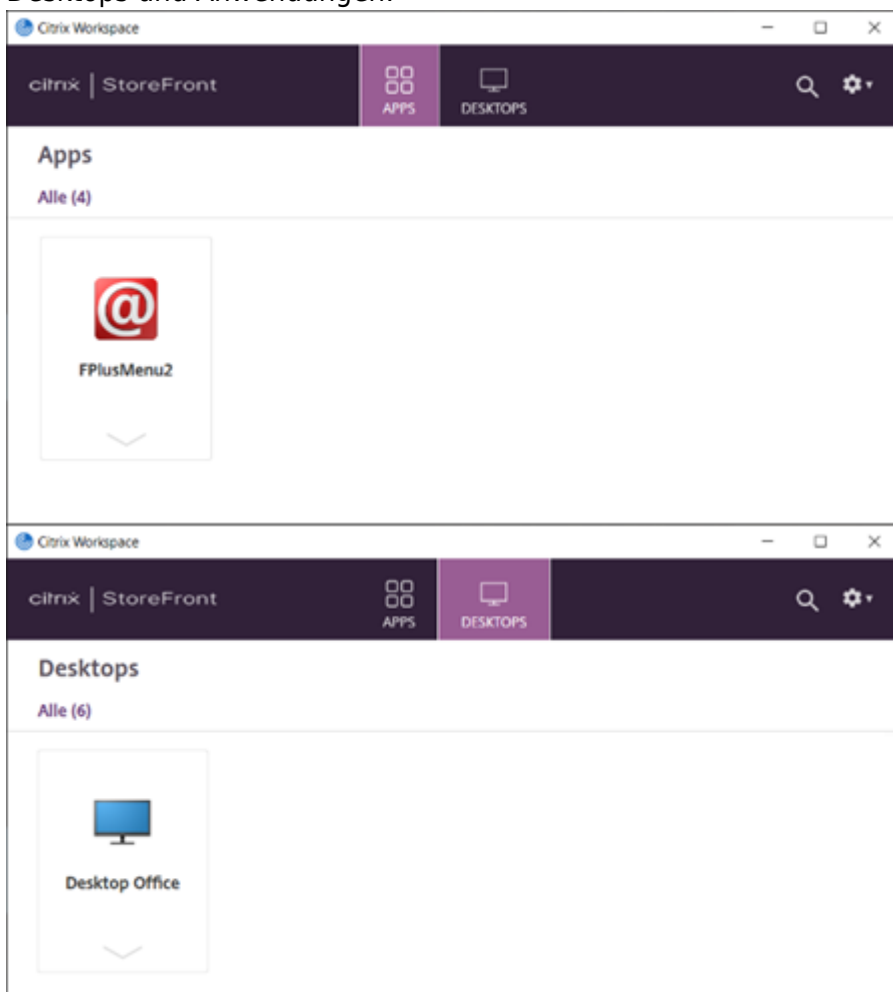 Desktops und Anwendungen.
Citrix Workspace
citrix | StoreFront
APPS
DESKTOPS
Apps
Alle (4)
@
FPlusMenu2
Citrix Workspace
citrix | StoreFront
APPS
DESKTOPS
Desktops
Alle (6)
Desktop Office